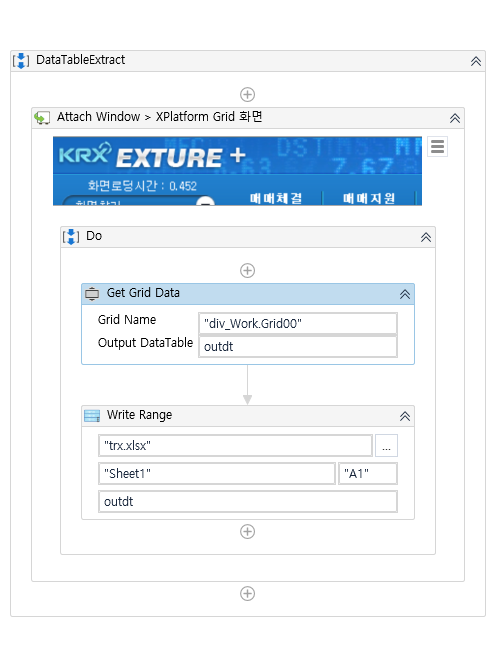 DataTableExtract
Attach Window > XPlatform Grid 화면
KRX EXTURE +
7.67
화면로딩시간 : 0.452
매매체결
매매지원
Do
Get Grid Data
Grid Name
"div_Work.Grid00"
Output DataTable
outdt
Write Range
"trx.xlsx"
...
"Sheet1"
"A1"
outdt